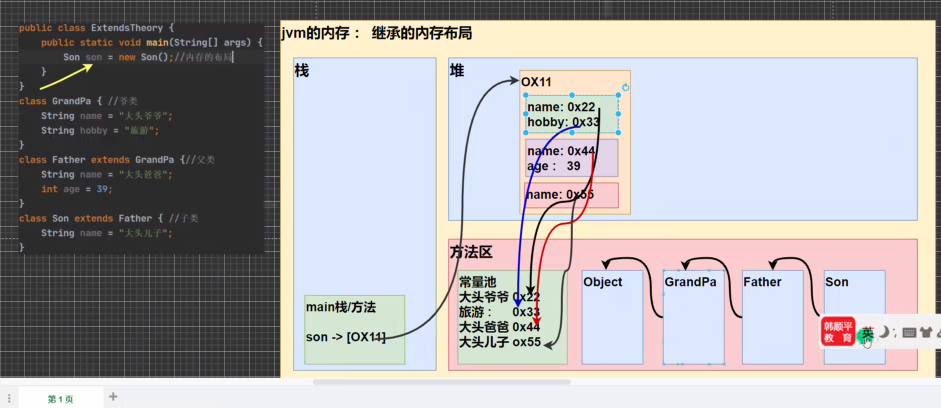 public class ExtendsTheory {
public static void main(String[] args) {
Son son = new Son();//内存的布局
}
}
class GrandPa { //爷类
String name = "大头爷爷";
String hobby = "旅游";
}
class Father extends GrandPa {//父类
String name = "大头爸爸";
int age = 39;
}
class Son extends Father { //子类
String name = "大头儿子";
}
jvm的内存： 继承的内存布局
栈
main栈/方法
son -> [OX11]
堆
OX11
name: 0x22
hobby: 0x33
name: 0x44
age： 39
name: 0x55
方法区
常量池
大头爷爷 0x22
旅游： 0x33
大头爸爸 0x44
大头儿子 ox55
Object
GrandPa
Father
Son
韩顺平
教 育
英
第 1 页